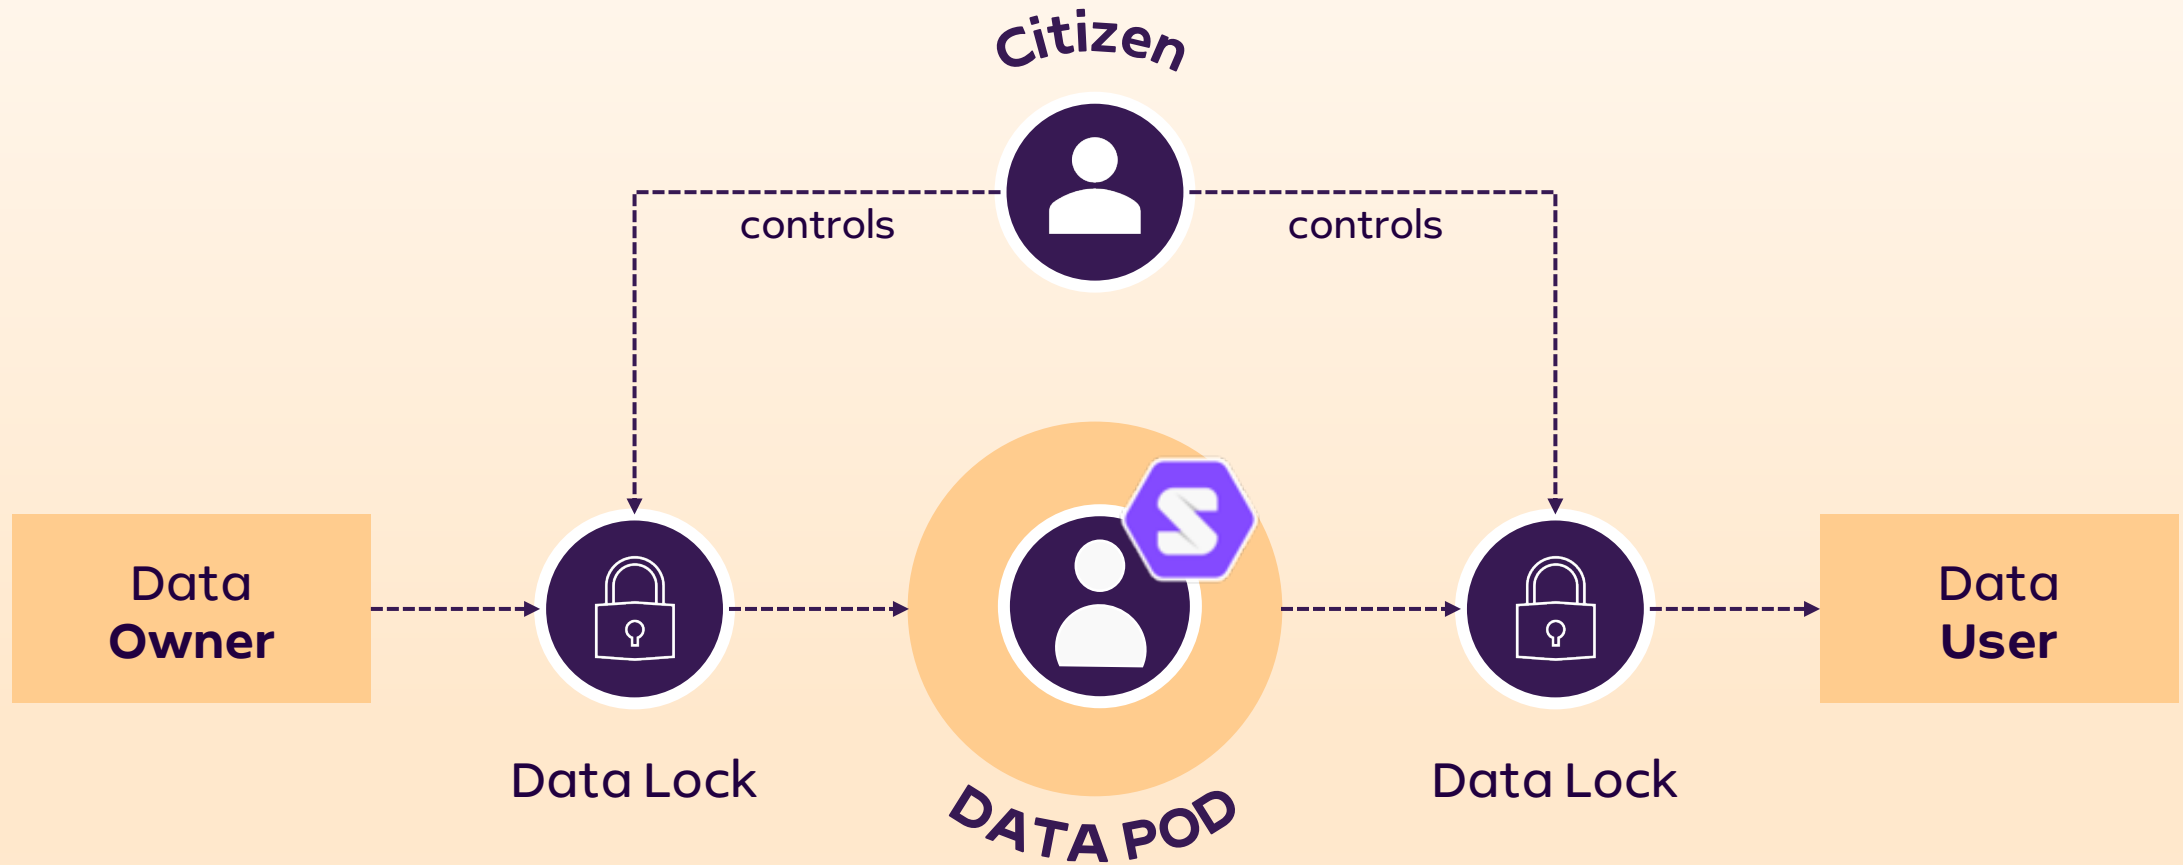 Citizen
controls
controls
Data
Owner
Data
User
Data Lock
Data Lock
DATA POD